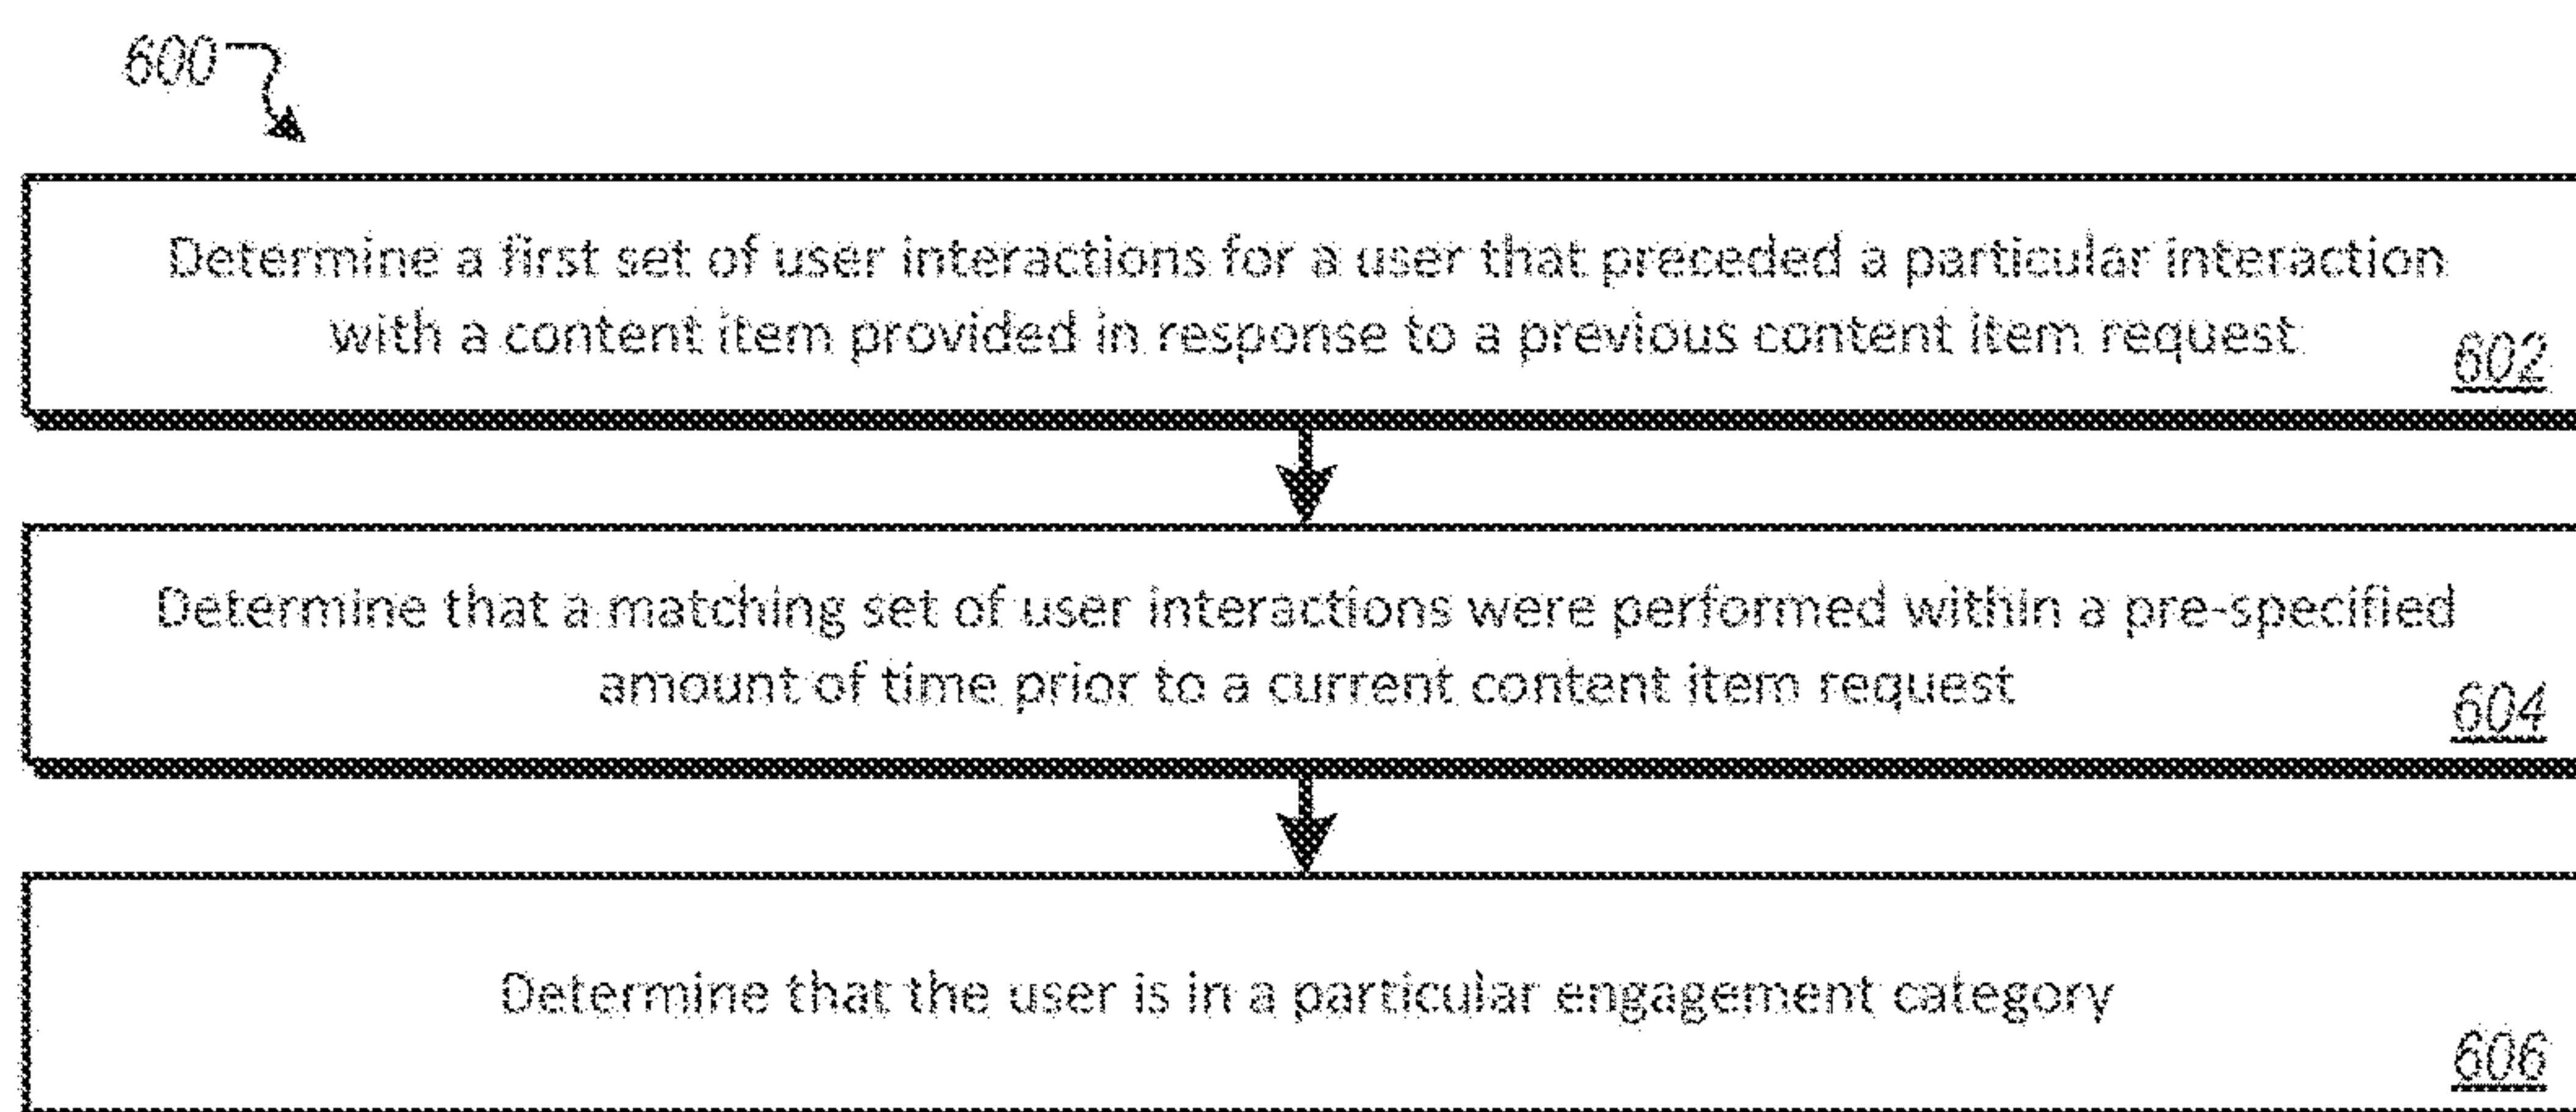 600
Determine a first set of user interactions for a user that preceded a particular interaction
with a content item provided in response to a previous content item request
602
Determine that a matching set of user interactions were performed within a pre-specified
amount of time prior to a current content item request
604
Determine that the user is in a particular engagement category
606